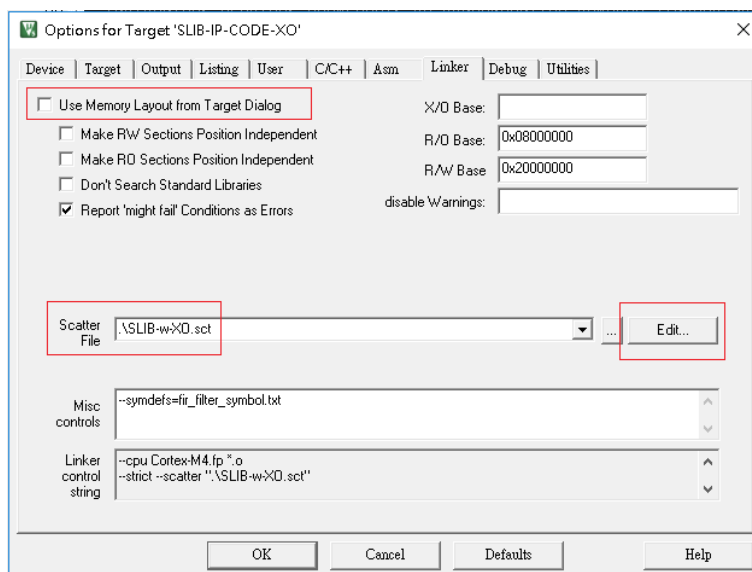 Options for Target 'SLIB-IP-CODE-XO'
Device | Target | Output | Listing | User | C/C++ | Asm | Linker | Debug | Utilities
Use Memory Layout from Target Dialog
Make RW Sections Position Independent
Make RO Sections Position Independent
Don't Search Standard Libraries
Report 'might fail' Conditions as Errors
X/O Base:
R/O Base: 0x08000000
R/W Base 0x20000000
disable Warnings:
Scatter File .\SLIB-w-XO.sct ... Edit...
Misc controls
--symdefs=fir_filter_symbol.txt
Linker control string
--cpu Cortex-M4.fp *.o
--strict --scatter ".\SLIB-w-XO.sct"
OK Cancel Defaults Help